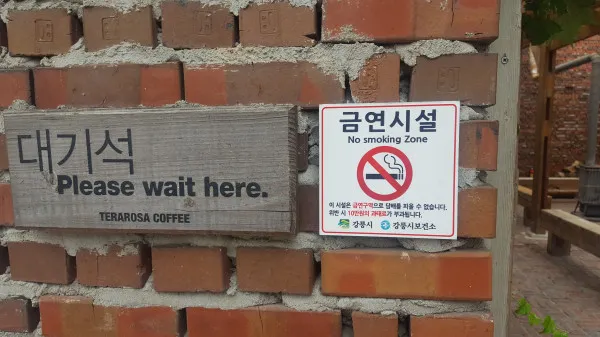 대기석
Please wait here.
TERAROSA COFFEE
금연시설
No smoking Zone
이 시설은 금연구역으로 담배를 피울 수 없습니다.
위반 시 10만원의 과태료가 부과됩니다.
강릉시 강릉시보건소